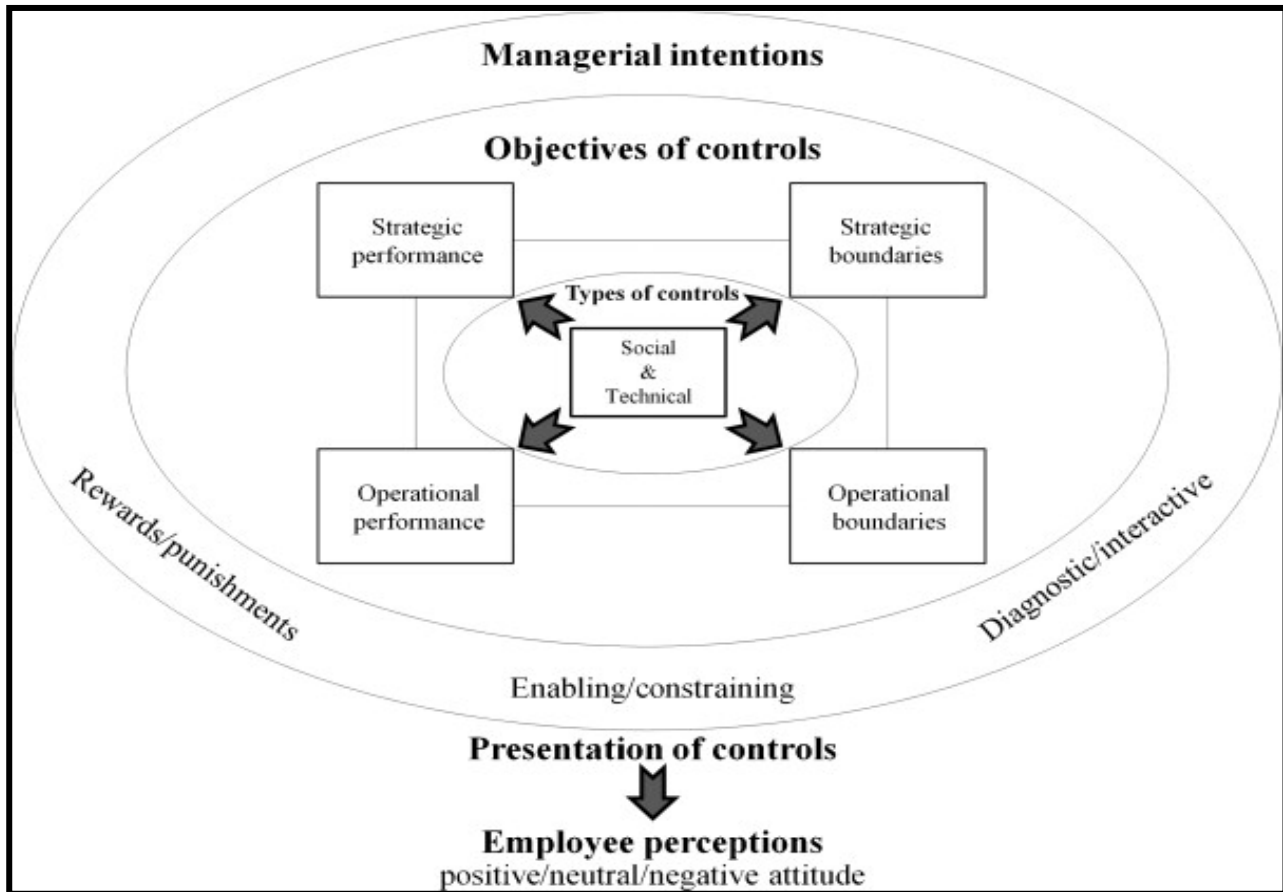 Managerial intentions
Objectives of controls
Strategic
performance
Strategic
boundaries
Types of controls
Social
&
Technical
Operational
performance
Operational
boundaries
Rewards/punishments
Diagnostic/interactive
Enabling/constraining
Presentation of controls
Employee perceptions
positive/neutral/negative attitude